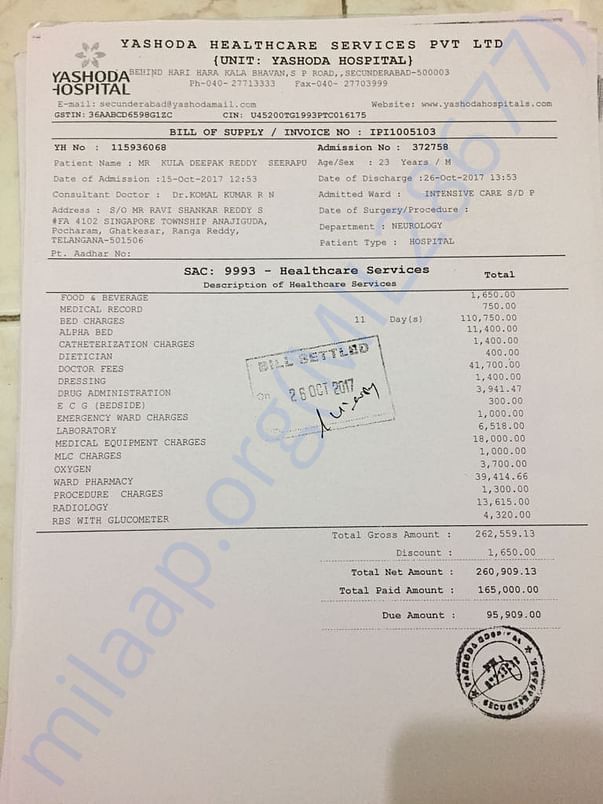 YASHODA HEALTHCARE SERVICES PVT LTD
{UNIT: YASHODA HOSPITAL}
YASHODA HOSPITAL
BEHIND HARI HARA KALA BHAVAN,S P ROAD,,SECUNDERABAD-500003
Ph-040- 27713333 Fax-040- 27703999
E-mail: secunderabad@yashodamail.com Website: www.yashodahospitals.com
GSTIN: 36AABCD6598G1ZC CIN: U45200TG1993PTC016175
BILL OF SUPPLY / INVOICE NO : IPI1005103
YH No : 115936068 Admission No : 372758
Patient Name : MR KULA DEEPAK REDDY SEERAPU Age/Sex : 23 Years / M
Date of Admission :15-Oct-2017 12:53 Date of Discharge :26-Oct-2017 13:53
Consultant Doctor : Dr.KOMAL KUMAR R N Admitted Ward : INTENSIVE CARE S/D P
Address : S/O MR RAVI SHANKAR REDDY S Date of Surgery/Procedure :
#FA 4102 SINGAPORE TOWNSHIP ANAJIGUDA,
Pocharam, Ghatkesar, Ranga Reddy, Department : NEUROLOGY
TELANGANA-501506 Patient Type : HOSPITAL
Pt. Aadhar No:
SAC: 9993 - Healthcare Services Total
Description of Healthcare Services
FOOD & BEVERAGE 1,650.00
MEDICAL RECORD 750.00
BED CHARGES 11 Day(s) 110,750.00
ALPHA BED 11,400.00
CATHETERIZATION CHARGES 1,400.00
DIETICIAN 400.00
DOCTOR FEES 41,700.00
DRESSING 1,400.00
DRUG ADMINISTRATION 3,941.47
E C G (BEDSIDE) 300.00
EMERGENCY WARD CHARGES 1,000.00
LABORATORY 6,518.00
MEDICAL EQUIPMENT CHARGES 18,000.00
MLC CHARGES 1,000.00
OXYGEN 3,700.00
WARD PHARMACY 39,414.66
PROCEDURE CHARGES 1,300.00
RADIOLOGY 13,615.00
RBS WITH GLUCOMETER 4,320.00
BILL SETTLED
On 26 OCT 2017
Total Gross Amount : 262,559.13
Discount : 1,650.00
Total Net Amount : 260,909.13
Total Paid Amount : 165,000.00
Due Amount : 95,909.00
YASHODA HOSPITAL
milaap.org(MIL29677)